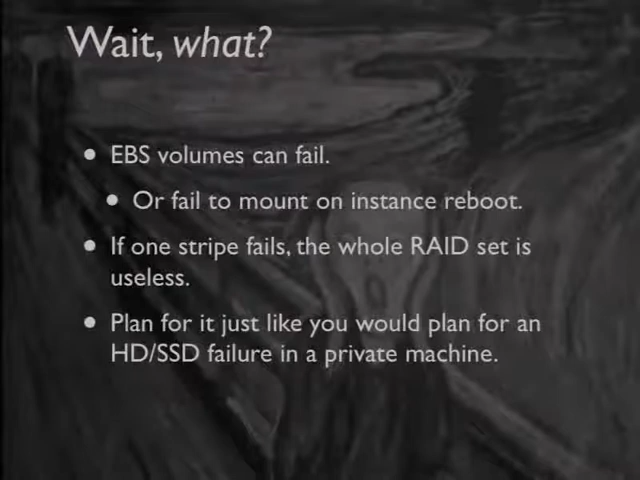 Wait, what?
• EBS volumes can fail.
• Or fail to mount on instance reboot.
• If one stripe fails, the whole RAID set is
useless.
• Plan for it just like you would plan for an
HD/SSD failure in a private machine.